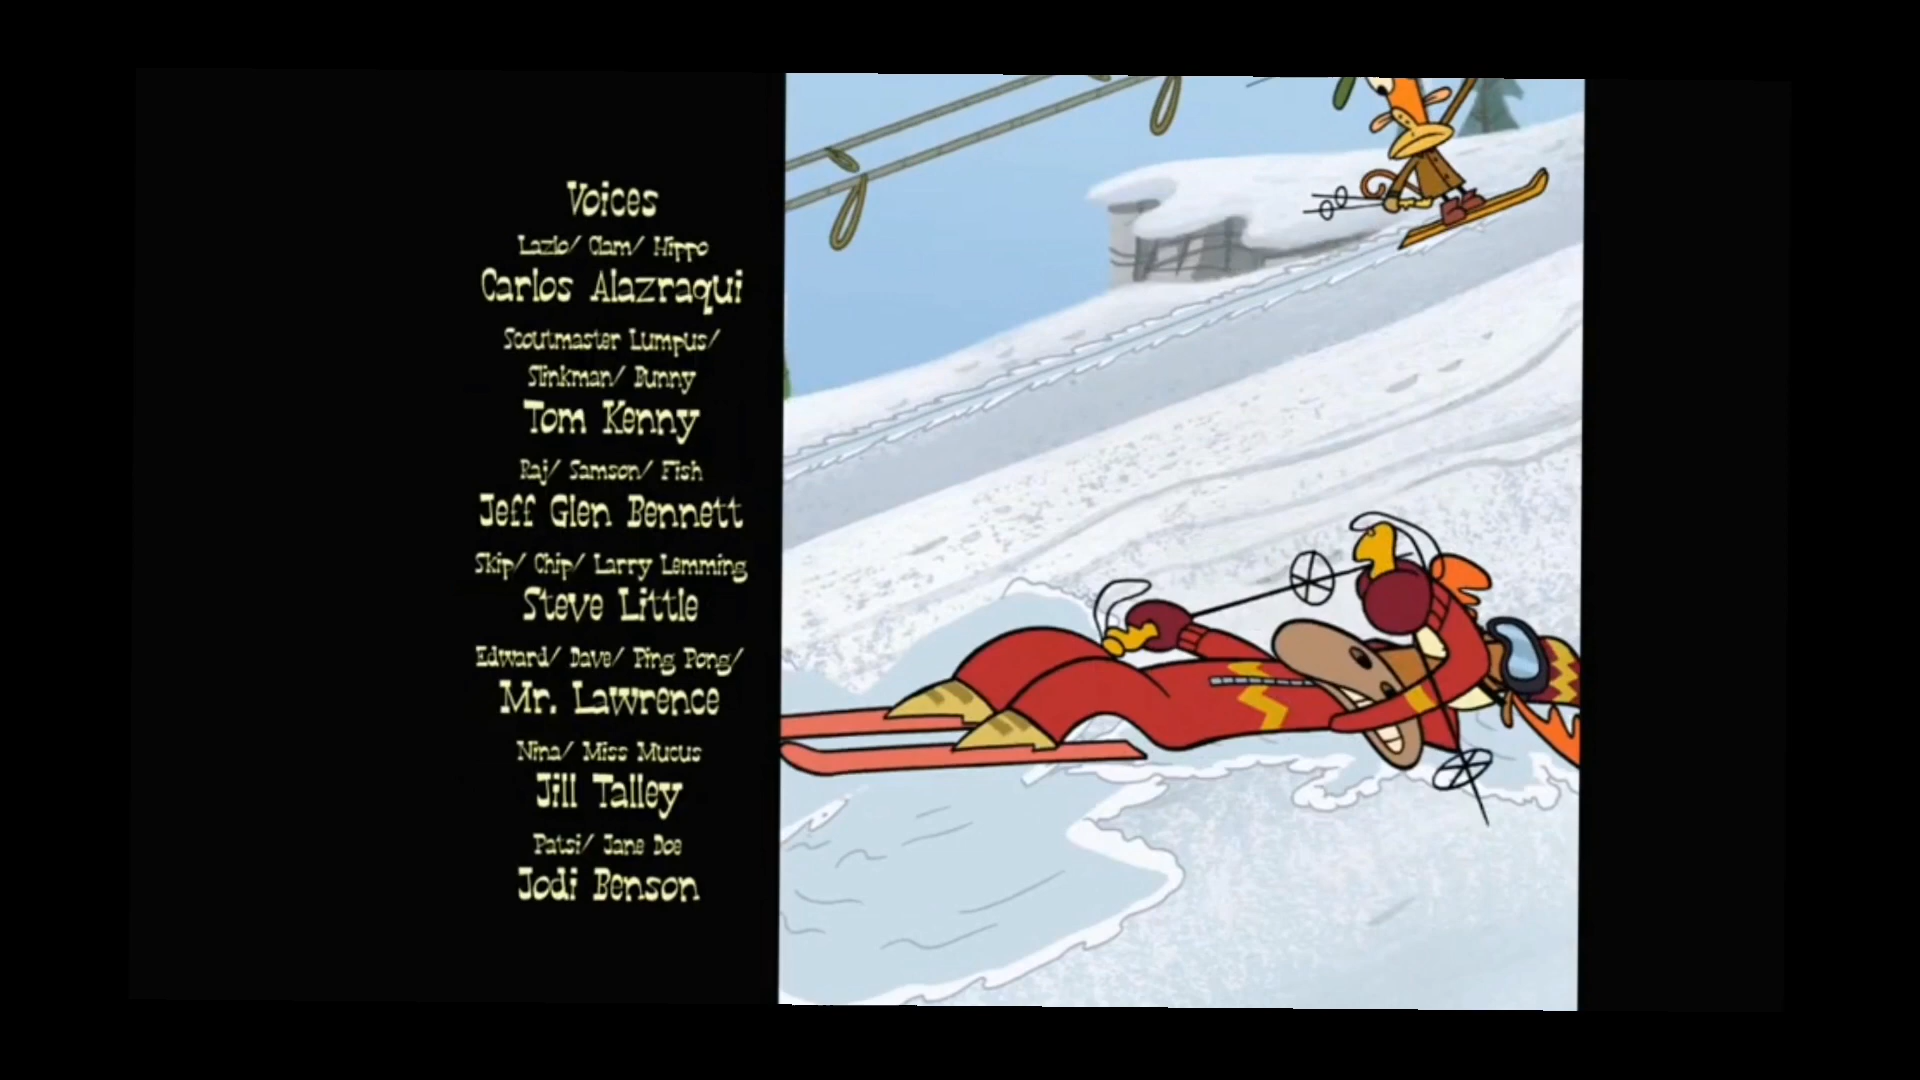 Voices
Lazlo/ Clam/ Hippo
Carlos Alazraqui
Scoutmaster Lumpus/
Slinkman/ Bunny
Tom Kenny
Raj/ Samson/ Fish
Jeff Glen Bennett
Skip/ Chip/ Larry Lemming
Steve Little
Edward/ Dave/ Ping Pong/
Mr. Lawrence
Nina/ Miss Mucus
Jill Talley
Patsi/ Jane Doe
Jodi Benson